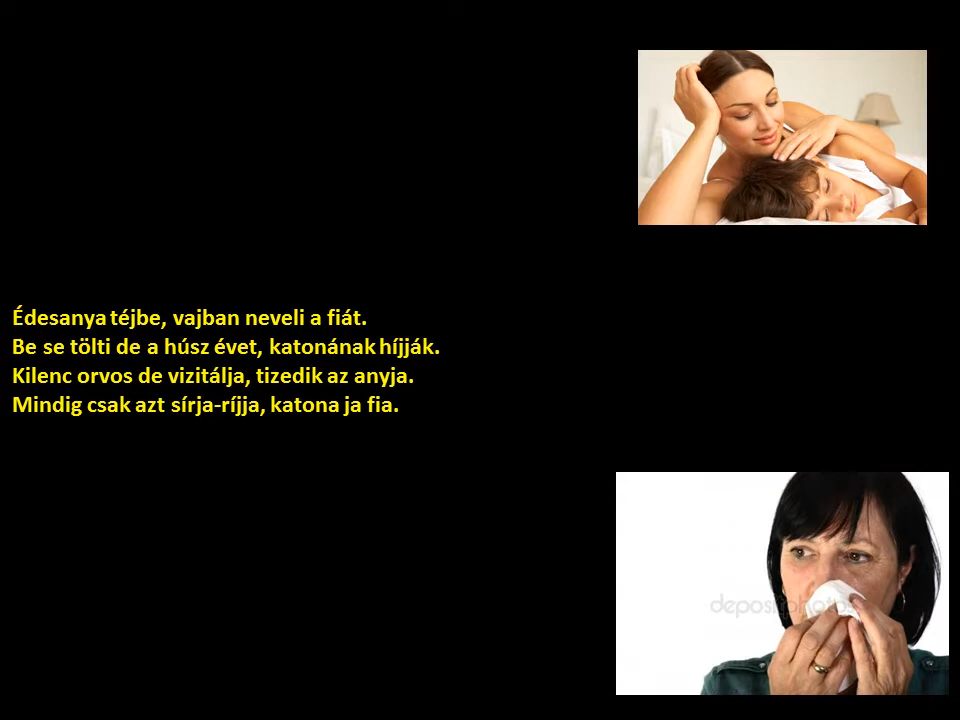 Édesanya téjbe, vajban neveli a fiát.
Be se tölti de a húsz évet, katonának híjják.
Kilenc orvos de vizitálja, tizedik az anyja.
Mindig csak azt sírja-ríjja, katona ja fia.
depositphotos